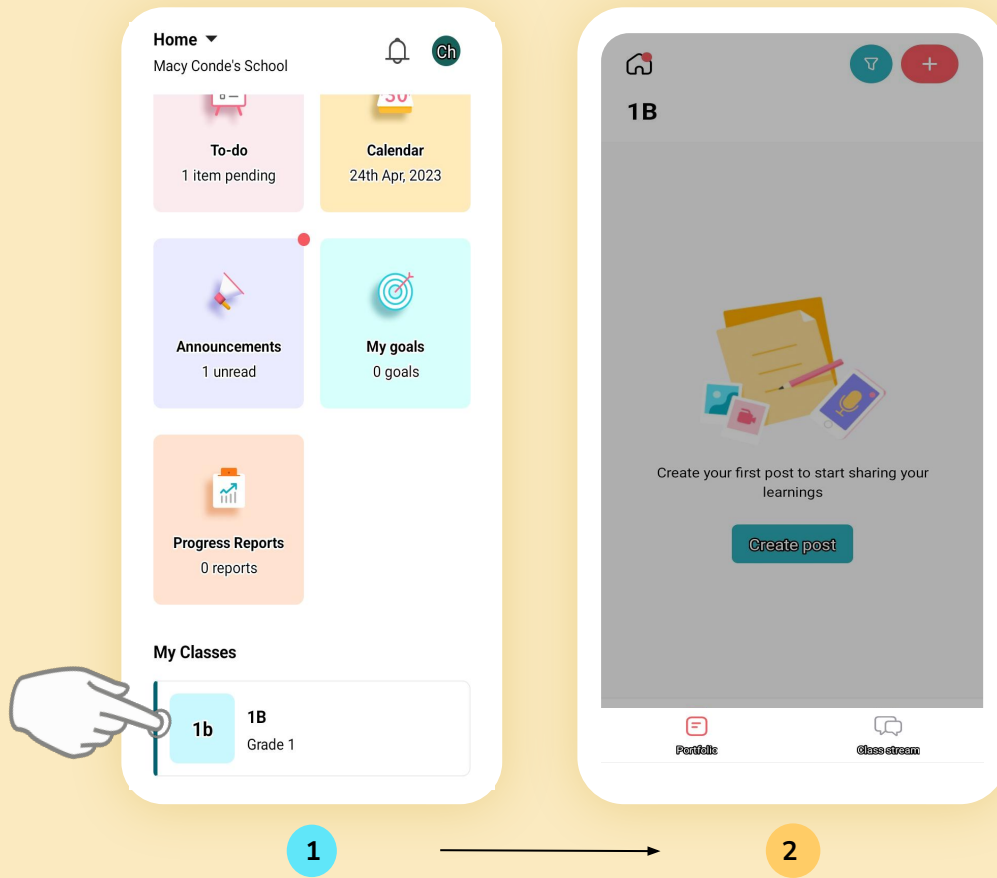 Home
Macy Conde's School
Ch
30
To-do
1 item pending
Calendar
24th Apr, 2023
Announcements
1 unread
My goals
0 goals
Progress Reports
0 reports
My Classes
1b
1B
Grade 1
1
1B
Create your first post to start sharing your
learnings
Create post
Portfolio
Class stream
2